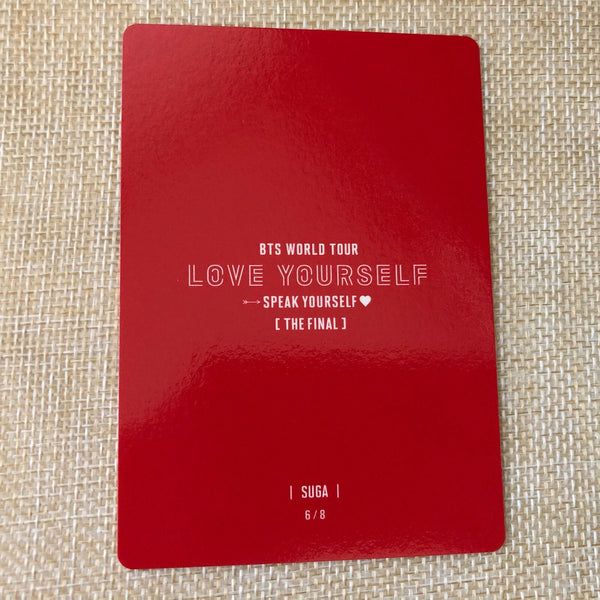 BTS WORLD TOUR
LOVE YOURSELF
SPEAK YOURSELF
[ THE FINAL ]
| SUGA |
6/8